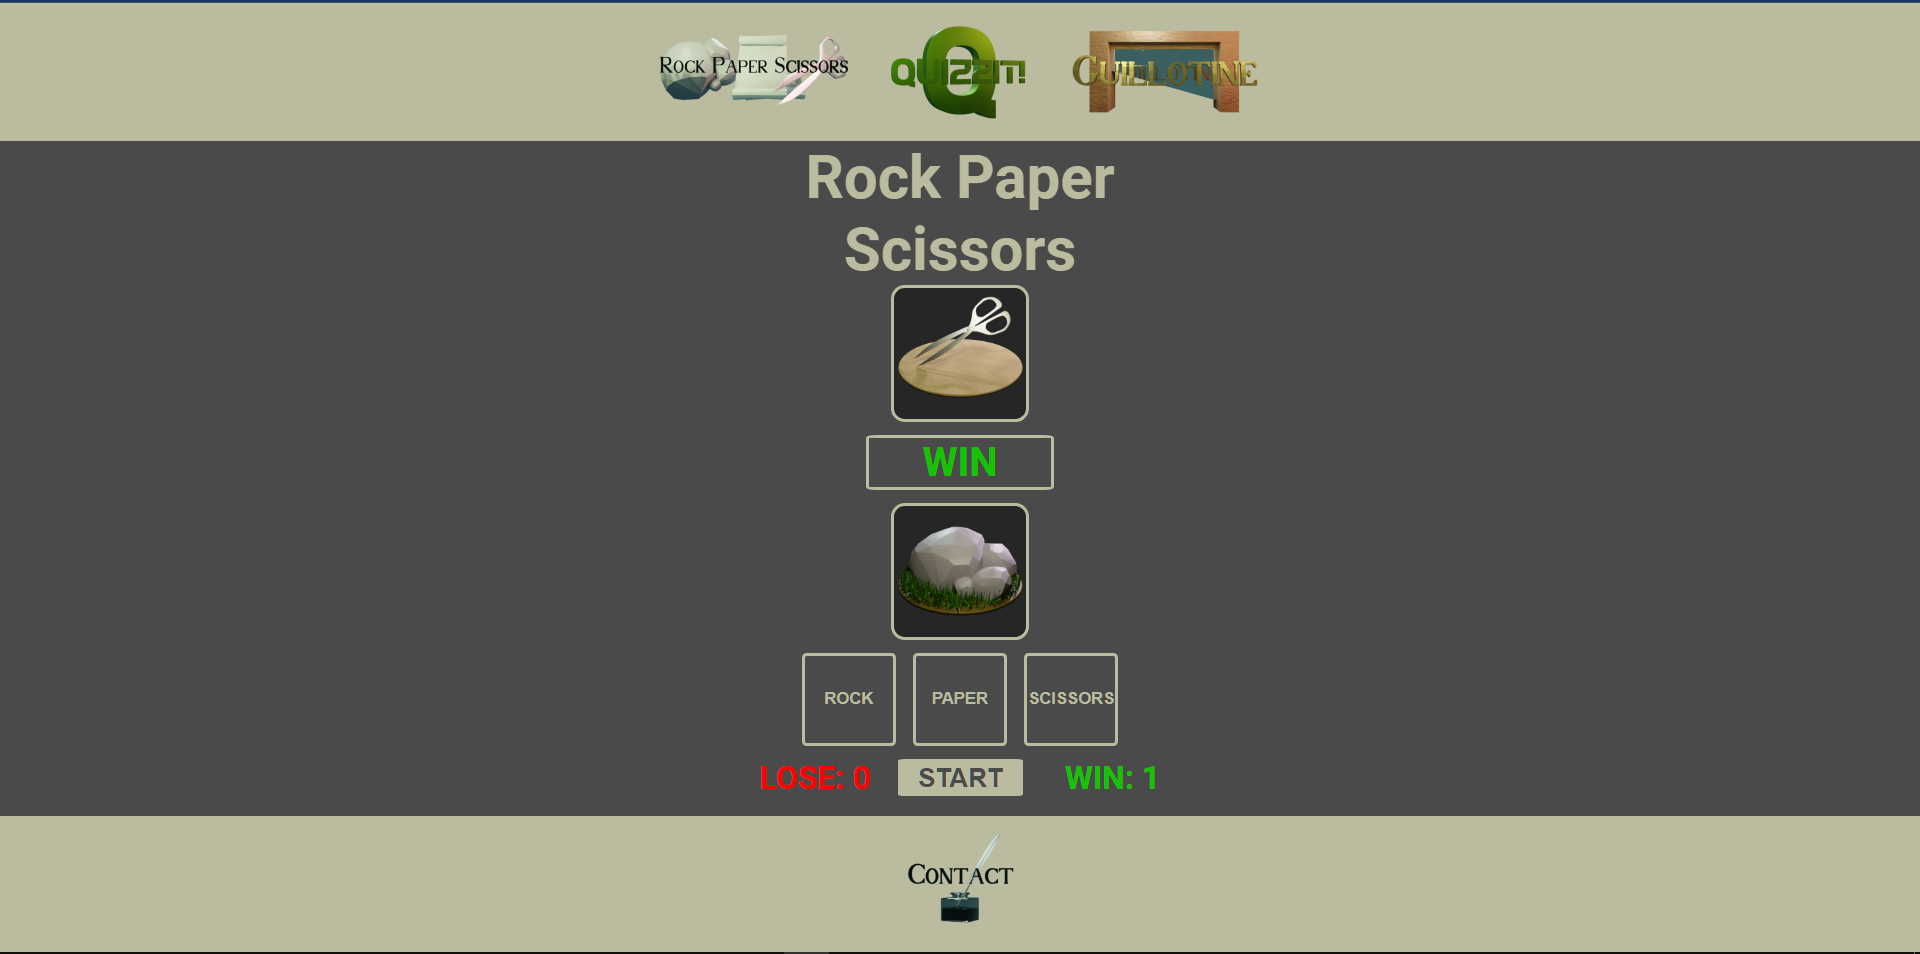 Rock Paper Scissors
QUIZZIT!
GUILLOTINE
Rock Paper
Scissors
WIN
ROCK
PAPER
SCISSORS
LOSE: 0
START
WIN: 1
CONTACT